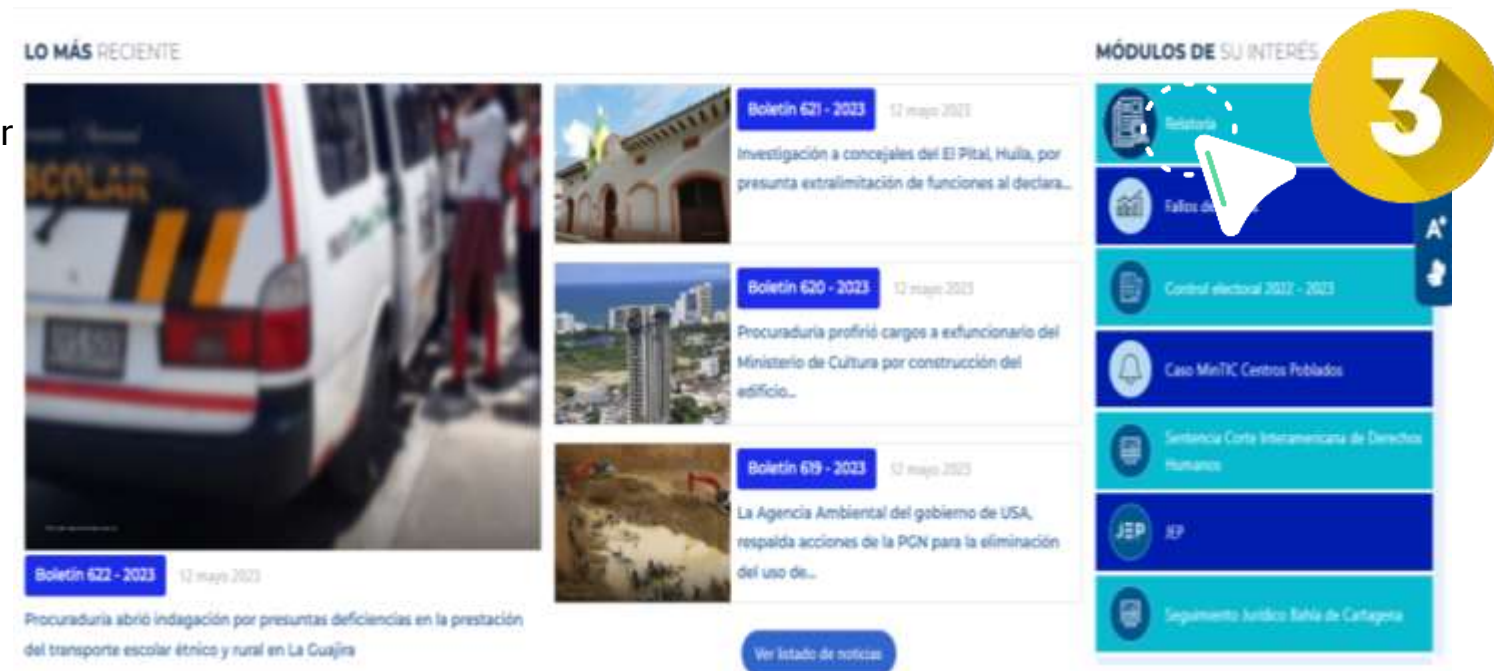 LO MÁS RECIENTE
r
SCOLAR
Boletín 622 - 2023 12 mayo 2023
Procuraduría abrió indagación por presuntas deficiencias en la prestación
del transporte escolar étnico y rural en La Guajira
Boletín 621 - 2023 12 mayo 2023
Investigación a concejales del El Pital, Huila, por
presunta extralimitación de funciones al declara...
Boletín 620 - 2023 12 mayo 2023
Procuraduría profirió cargos a exfuncionario del
Ministerio de Cultura por construcción del
edificio...
Boletín 619 - 2023 12 mayo 2023
La Agencia Ambiental del gobierno de USA,
respalda acciones de la PGN para la eliminación
del uso de...
Ver listado de noticias
MÓDULOS DE SU INTERÉS
3
Relatoría
Fallos de
A+
Control electoral 2022 - 2023
Caso MinTIC Centros Poblados
Sentencia Corte Interamericana de Derechos
Humanos
JEP JEP
Seguimiento Jurídico Bahía de Cartagena